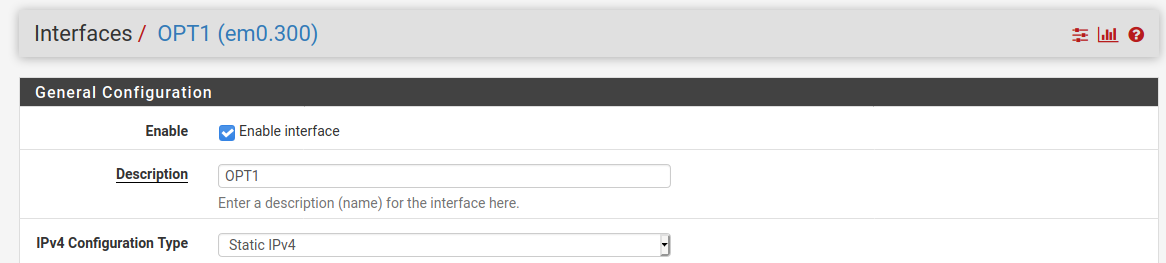 Interfaces / OPT1 (em0.300)
General Configuration
Enable Enable interface
Description OPT1
Enter a description (name) for the interface here.
IPv4 Configuration Type Static IPv4